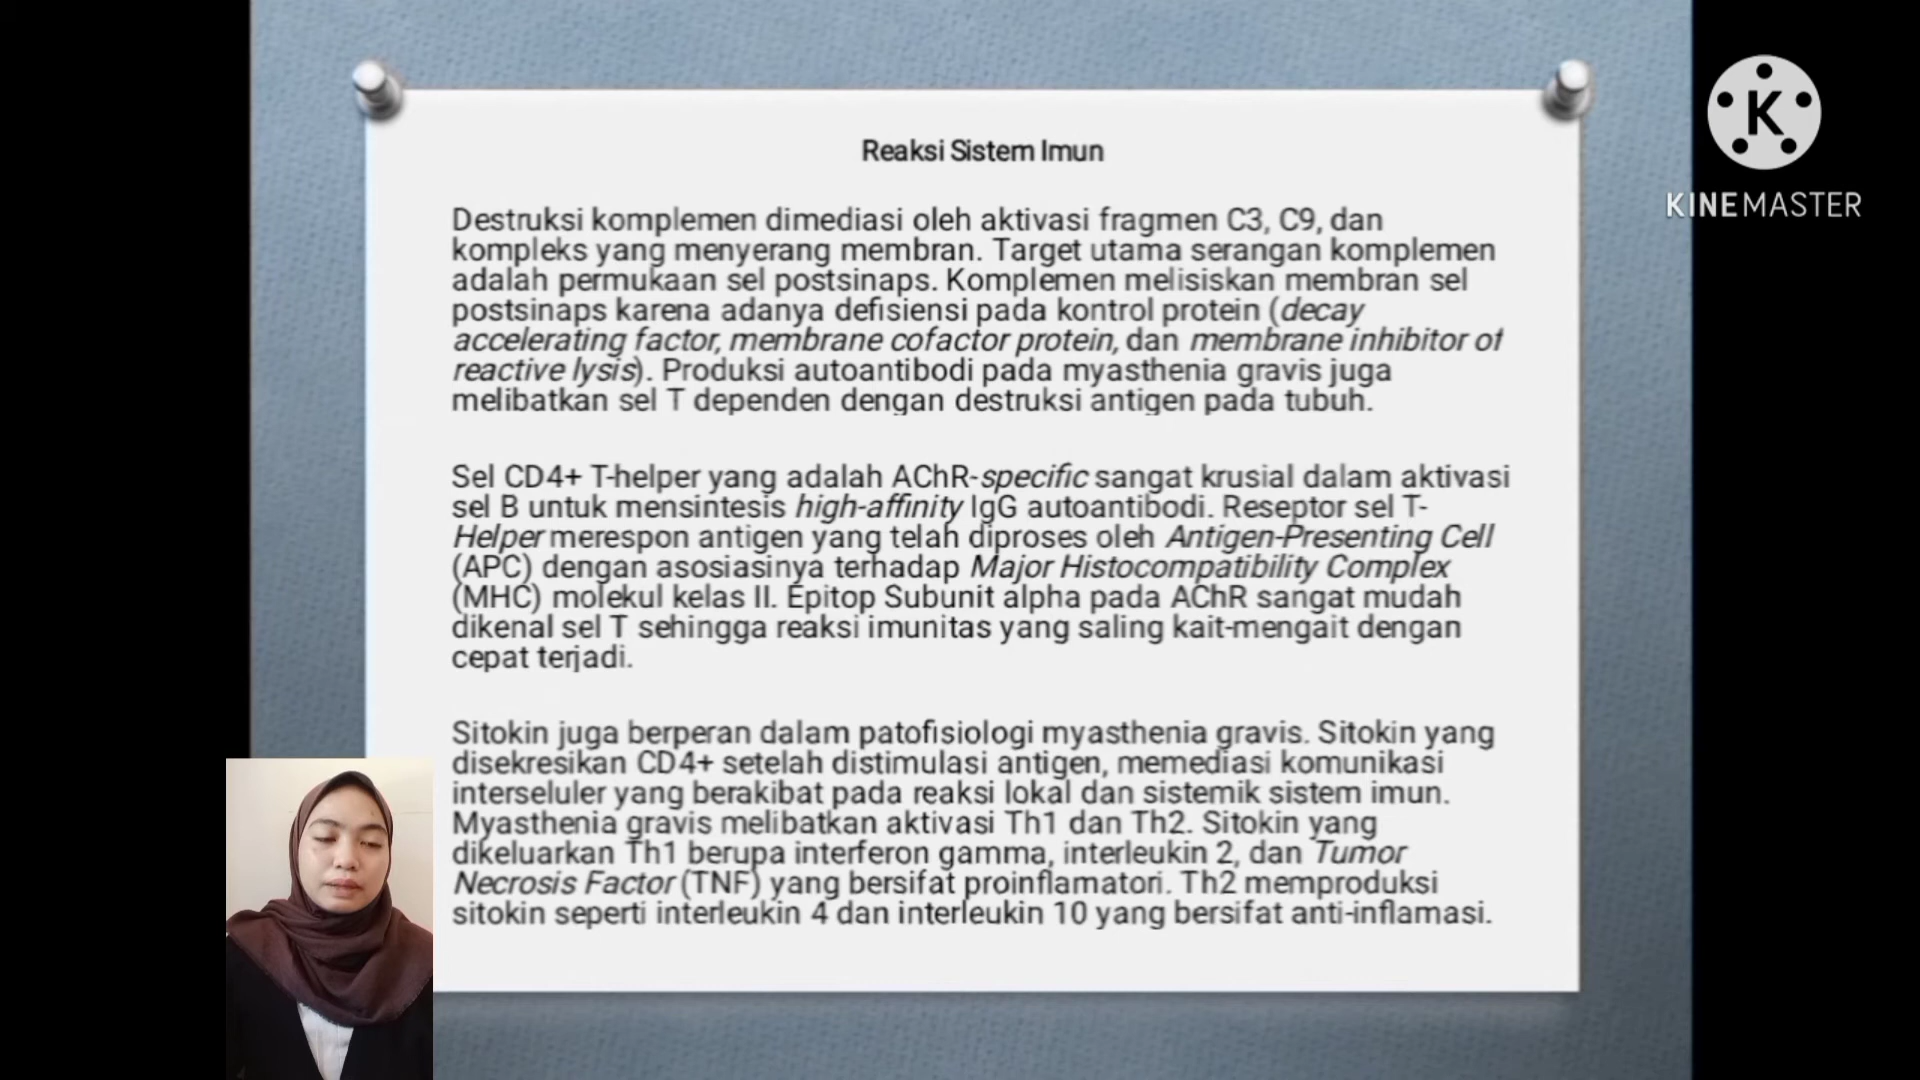 Reaksi Sistem Imun
Destruksi komplemen dimediasi oleh aktivasi fragmen C3, C9, dan
kompleks yang menyerang membran. Target utama serangan komplemen
adalah permukaan sel postsinaps. Komplemen melisiskan membran sel
postsinaps karena adanya defisiensi pada kontrol protein (decay
accelerating factor, membrane cofactor protein, dan membrane inhibitor of
reactive lysis). Produksi autoantibodi pada myasthenia gravis juga
melibatkan sel T dependen dengan destruksi antigen pada tubuh.
Sel CD4+ T-helper yang adalah AChR-specific sangat krusial dalam aktivasi
sel B untuk mensintesis high-affinity IgG autoantibodi. Reseptor sel T-
Helper merespon antigen yang telah diproses oleh Antigen-Presenting Cell
(APC) dengan asosiasinya terhadap Major Histocompatibility Complex
(MHC) molekul kelas II. Epitop Subunit alpha pada AChR sangat mudah
dikenal sel T sehingga reaksi imunitas yang saling kait-mengait dengan
cepat terjadi.
Sitokin juga berperan dalam patofisiologi myasthenia gravis. Sitokin yang
disekresikan CD4+ setelah distimulasi antigen, memediasi komunikasi
interseluler yang berakibat pada reaksi lokal dan sistemik sistem imun.
Myasthenia gravis melibatkan aktivasi Th1 dan Th2. Sitokin yang
dikeluarkan Th1 berupa interferon gamma, interleukin 2, dan Tumor
Necrosis Factor (TNF) yang bersifat proinflamatori. Th2 memproduksi
sitokin seperti interleukin 4 dan interleukin 10 yang bersifat anti-inflamasi.
K
KINEMASTER